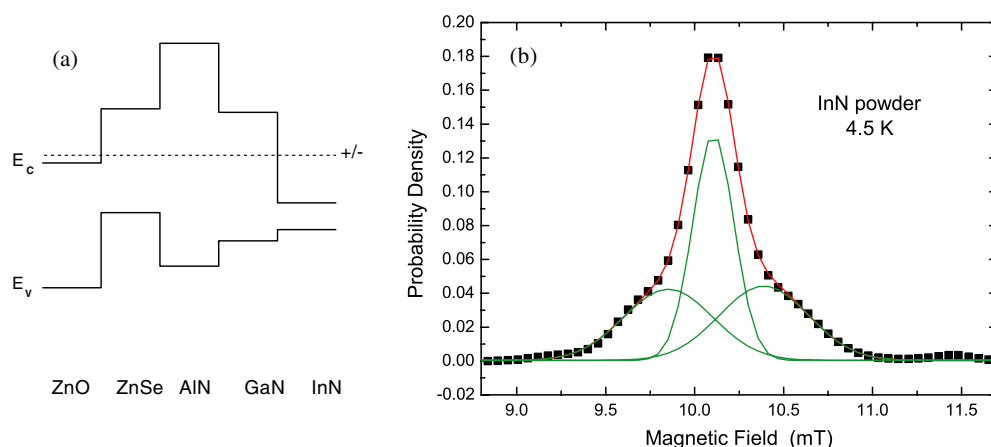 (a)
E_c
+/-
E_v
ZnO ZnSe AlN GaN InN
(b)
InN powder
4.5 K
Probability Density
0.20
0.18
0.16
0.14
0.12
0.10
0.08
0.06
0.04
0.02
0.00
-0.02
9.0 9.5 10.0 10.5 11.0 11.5
Magnetic Field (mT)